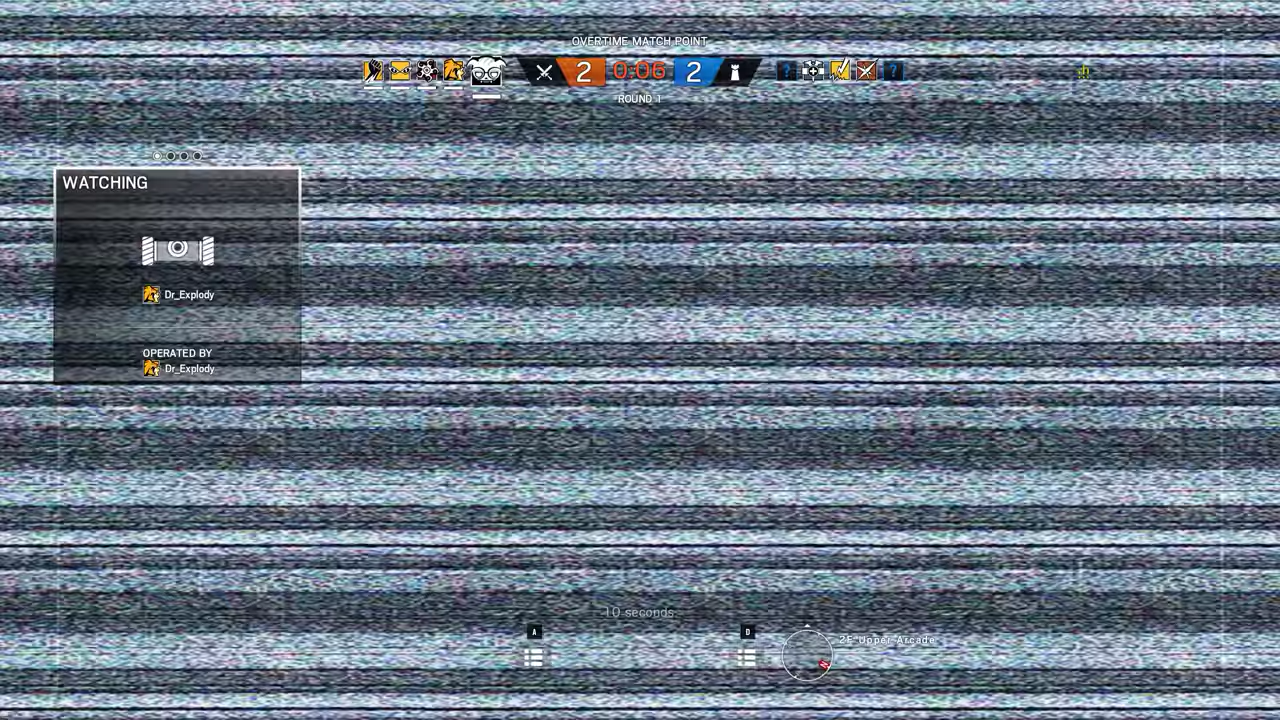 OVERTIME MATCH POINT
2 0:06 2
? ?
ROUND 1
WATCHING
Dr_Explody
OPERATED BY
Dr_Explody
10 seconds
A D
2F Upper Arcade